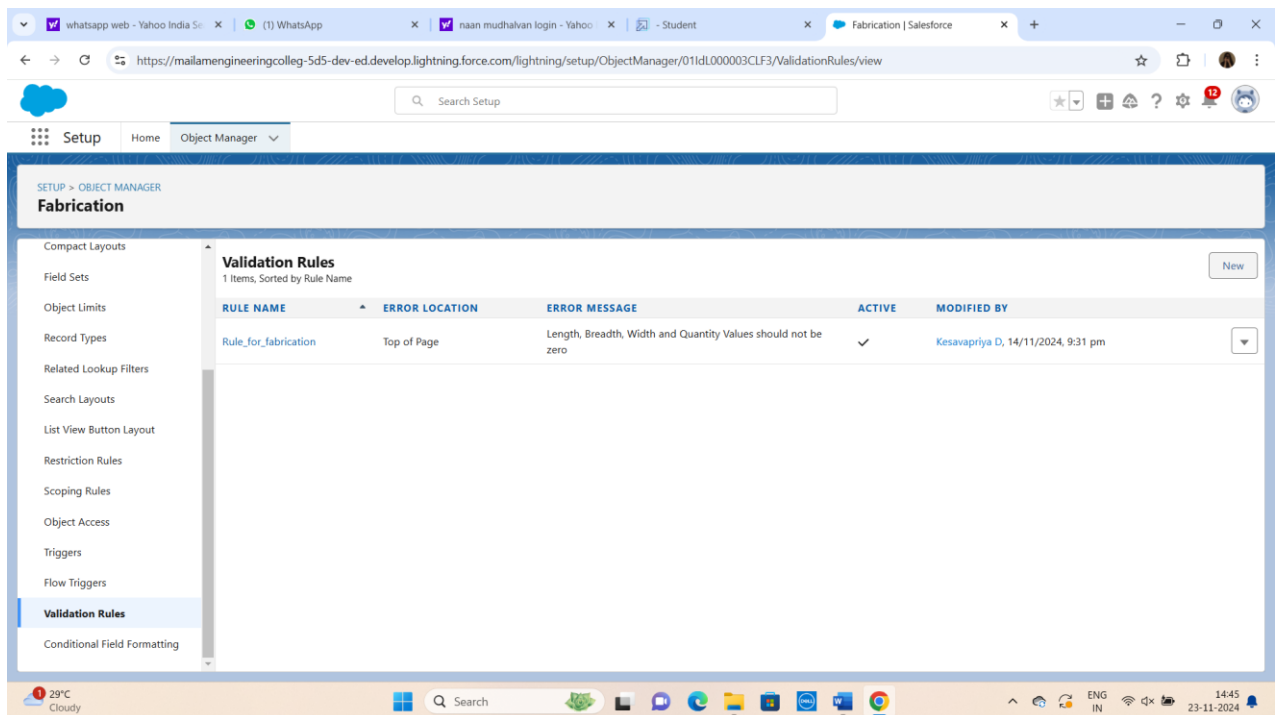 whatsapp web - Yahoo India Se
(1) WhatsApp
naan mudhalvan login - Yahoo
- Student
Fabrication | Salesforce
https://mailamengineeringcolleg-5d5-dev-ed.develop.lightning.force.com/lightning/setup/ObjectManager/01IdL000003CLF3/ValidationRules/view
Search Setup
12
Setup
Home
Object Manager
SETUP > OBJECT MANAGER
Fabrication
Compact Layouts
Field Sets
Object Limits
Record Types
Related Lookup Filters
Search Layouts
List View Button Layout
Restriction Rules
Scoping Rules
Object Access
Triggers
Flow Triggers
Validation Rules
Conditional Field Formatting
Validation Rules
1 Items, Sorted by Rule Name
New
RULE NAME ERROR LOCATION ERROR MESSAGE ACTIVE MODIFIED BY
Rule_for_fabrication Top of Page Length, Breadth, Width and Quantity Values should not be
zero
Kesavapriya D, 14/11/2024, 9:31 pm
1
29°C
Cloudy
Search
DELL
W
ENG
IN
14:45
23-11-2024